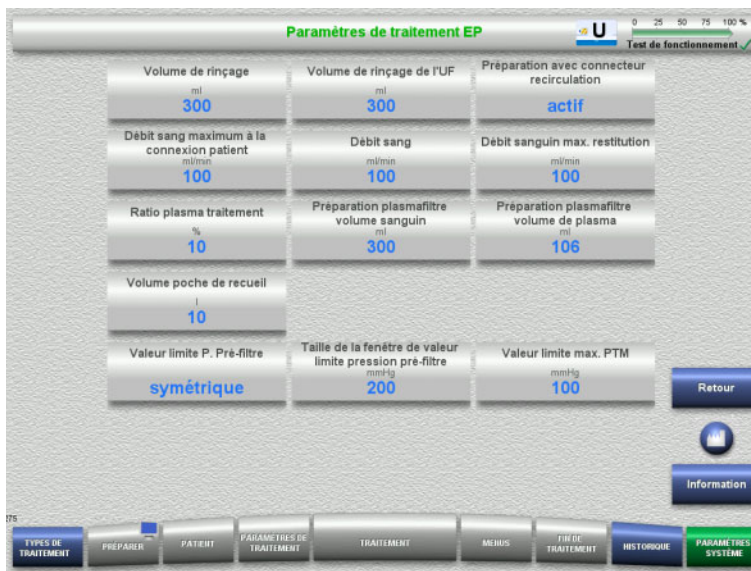 Paramètres de traitement EP
U
0 25 50 75 100 %
Test de fonctionnement
Volume de rinçage
ml
300
Volume de rinçage de l'UF
ml
300
Préparation avec connecteur
recirculation
actif
Débit sang maximum à la
connexion patient
ml/min
100
Débit sang
ml/min
100
Débit sanguin max. restitution
ml/min
100
Ratio plasma traitement
%
10
Préparation plasmafiltre
volume sanguin
ml
300
Préparation plasmafiltre
volume de plasma
ml
106
Volume poche de recueil
l
10
Valeur limite P. Pré-filtre
symétrique
Taille de la fenêtre de valeur
limite pression pré-filtre
mmHg
200
Valeur limite max. PTM
mmHg
100
Retour
Information
275
TYPES DE
TRAITEMENT
PRÉPARER
PATIENT
PARAMÈTRES DE
TRAITEMENT
TRAITEMENT
MENUS
FIN DE
TRAITEMENT
HISTORIQUE
PARAMÈTRES
SYSTÈME